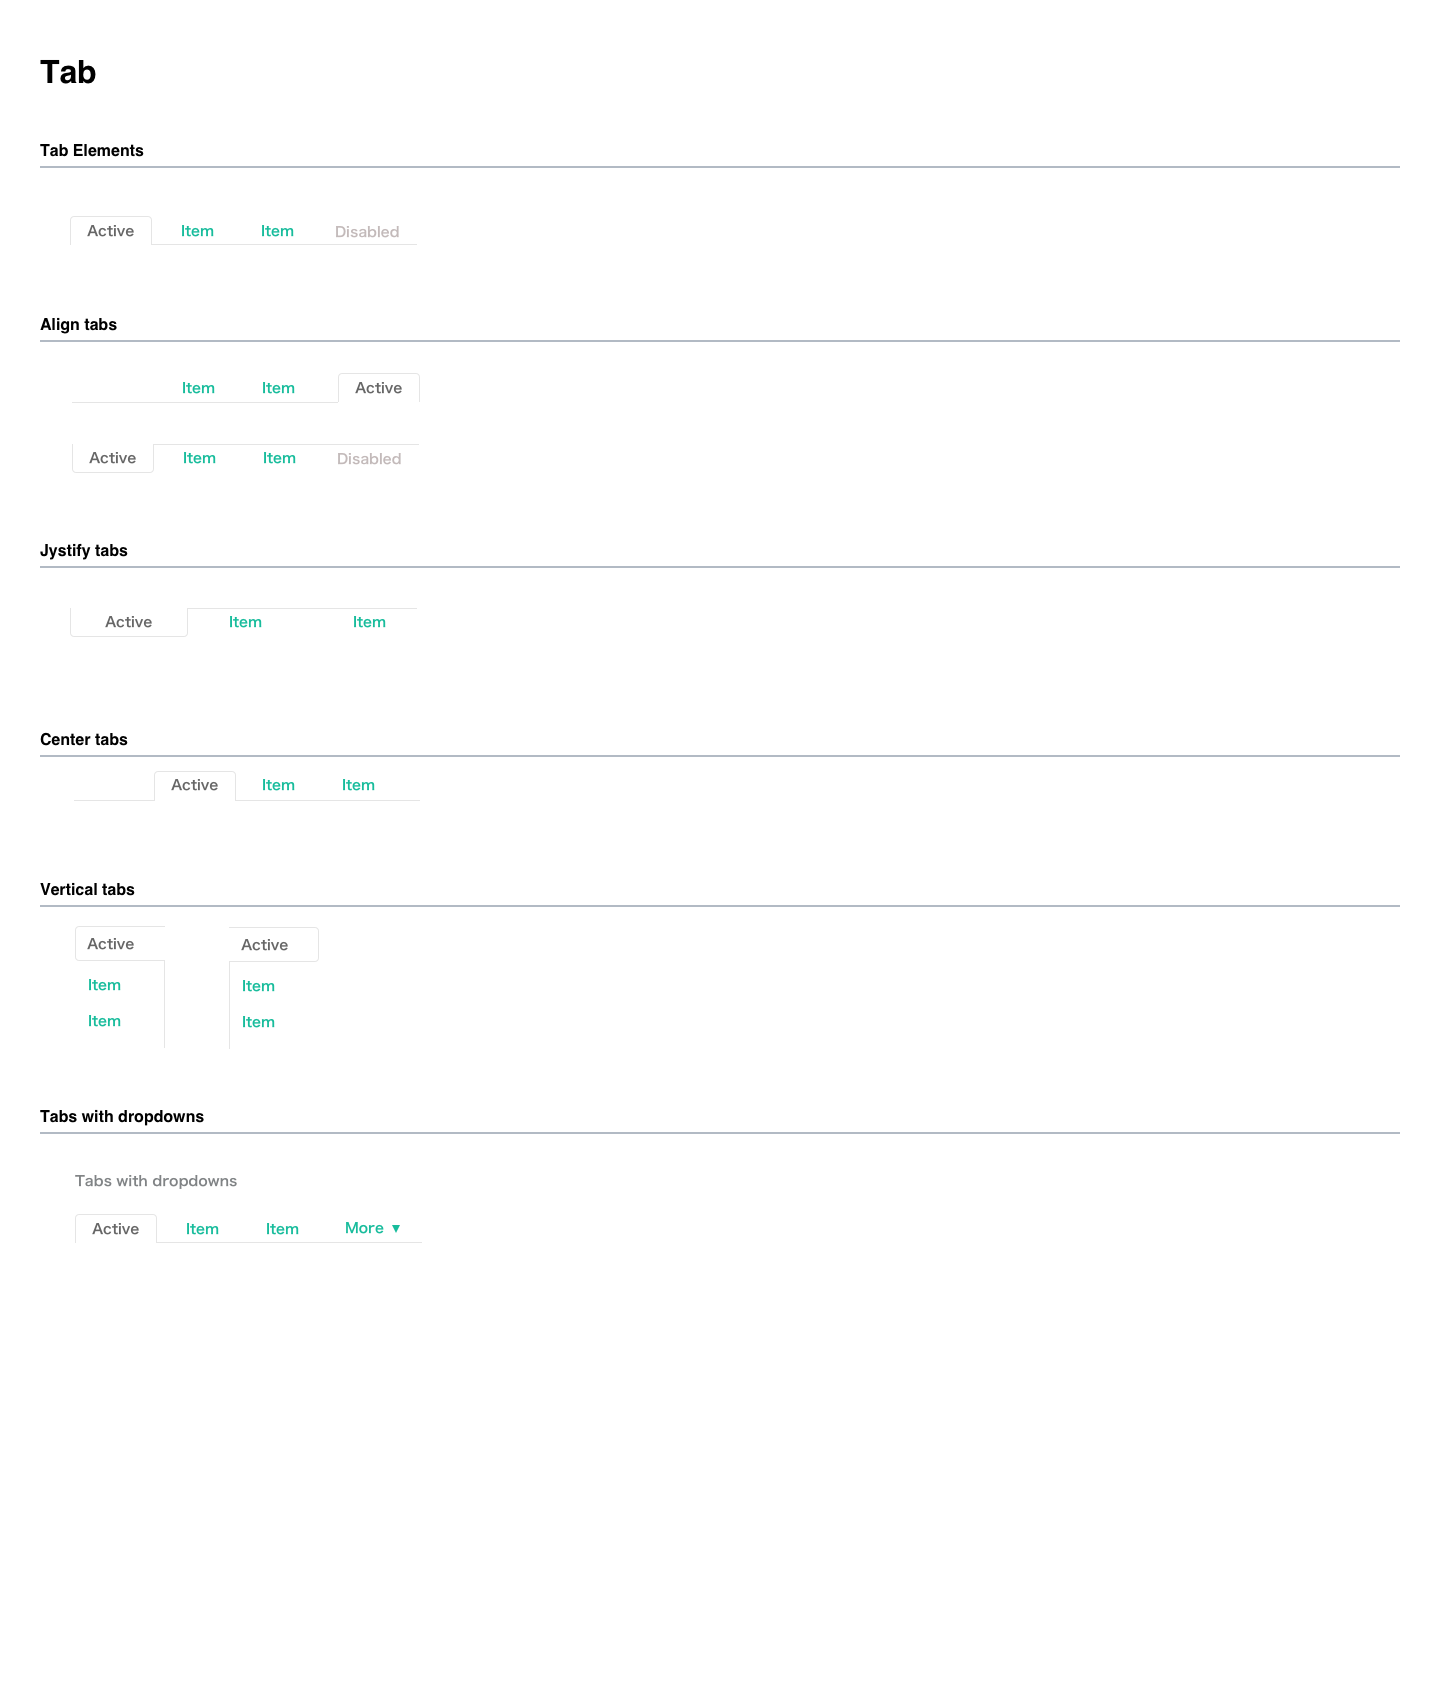 Tab
Tab Elements
Active Item Item Disabled
Align tabs
Item Item Active
Active Item Item Disabled
Jystify tabs
Active Item Item
Center tabs
Active Item Item
Vertical tabs
Active
Item
Item
Active
Item
Item
Tabs with dropdowns
Tabs with dropdowns
Active Item Item More ▼